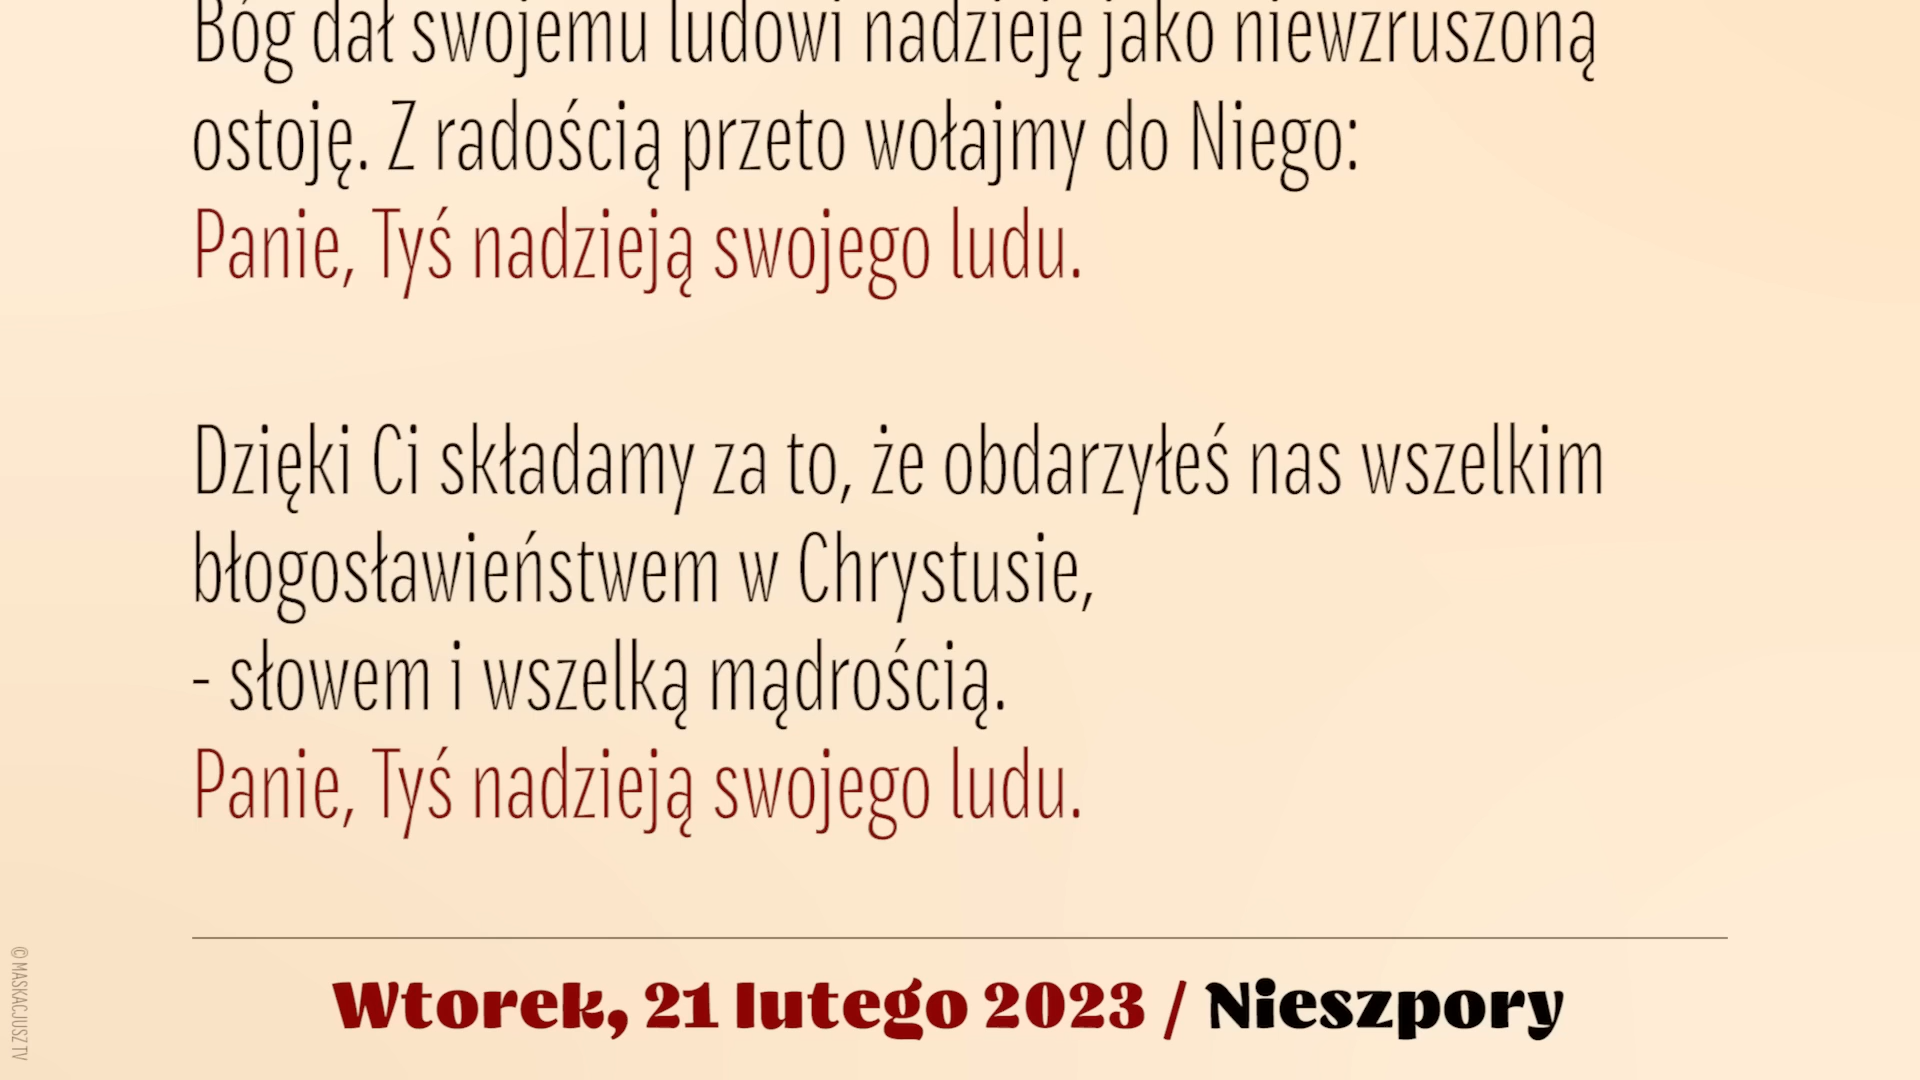 Bóg dał swojemu ludowi nadzieję jako niewzruszoną
ostoję. Z radością przeto wołajmy do Niego:
Panie, Tyś nadzieją swojego ludu.
Dzięki Ci składamy za to, że obdarzyłeś nas wszelkim
błogosławieństwem w Chrystusie,
- słowem i wszelką mądrością.
Panie, Tyś nadzieją swojego ludu.
Wtorek, 21 lutego 2023 / Nieszpory
© MASKACJUSZ TV